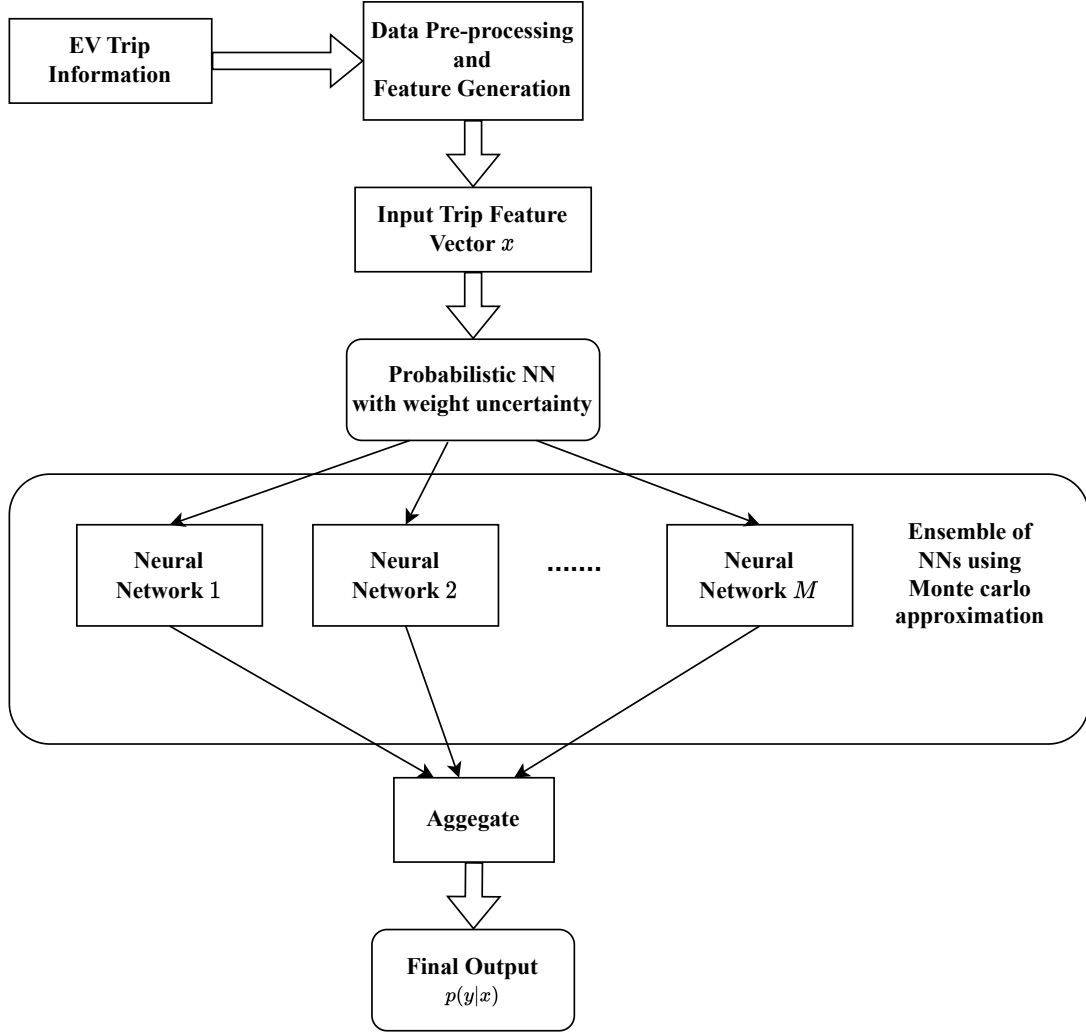 EV Trip
Information
Data Pre-processing
and
Feature Generation
Input Trip Feature
Vector x
Probabilistic NN
with weight uncertainty
Neural
Network 1
Neural
Network 2
.......
Neural
Network M
Ensemble of
NNs using
Monte carlo
approximation
Aggegate
Final Output
p(y|x)